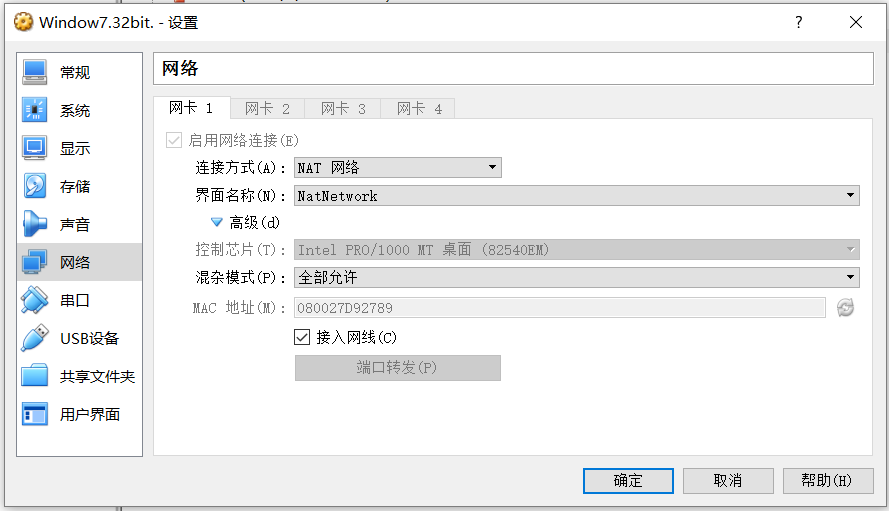 Window7.32bit. - 设置
?
常规
系统
显示
存储
声音
网络
串口
USB设备
共享文件夹
用户界面
网络
网卡 1 网卡 2 网卡 3 网卡 4
启用网络连接(E)
连接方式(A): NAT 网络
界面名称(N): NatNetwork
高级(d)
控制芯片(T): Intel PRO/1000 MT 桌面 (82540EM)
混杂模式(P): 全部允许
MAC 地址(M): 080027D92789
接入网线(C)
端口转发(P)
确定 取消 帮助(H)